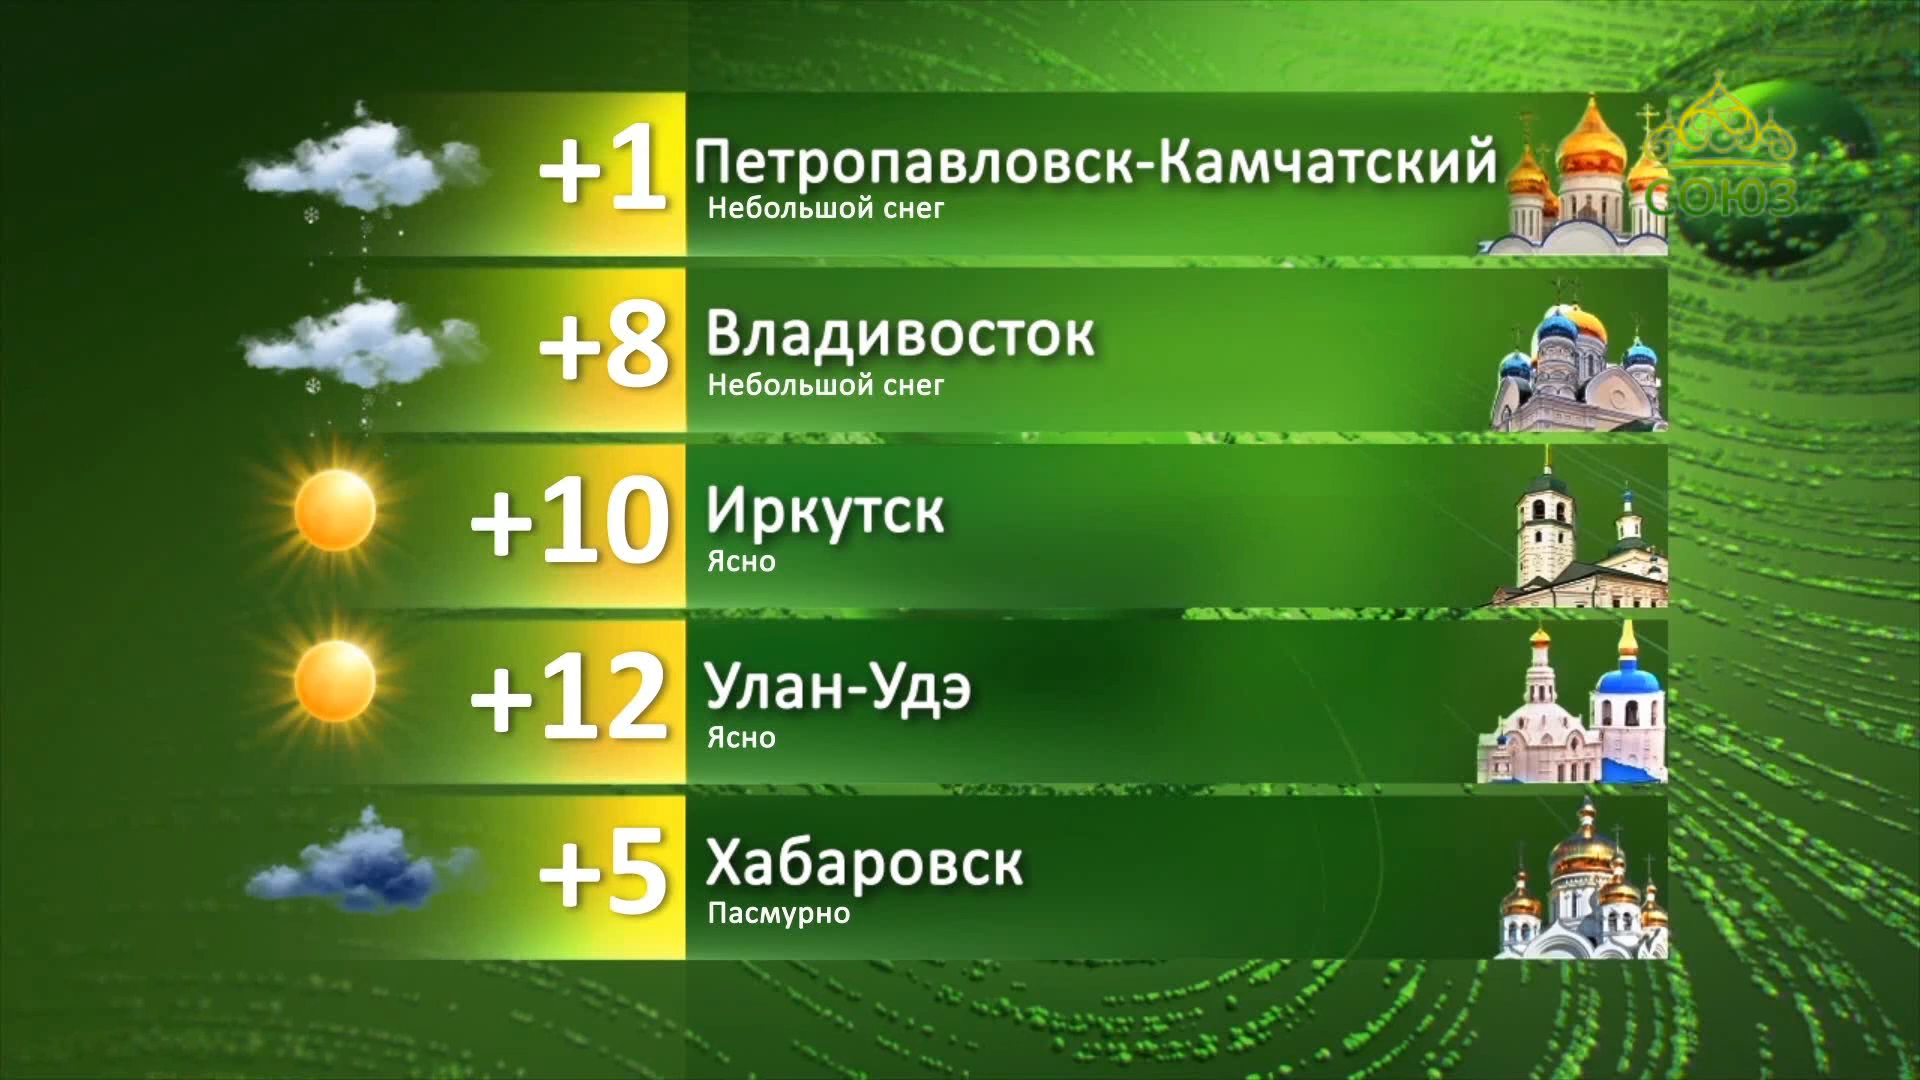 +1
Петропавловск-Камчатский
Небольшой снег
СОЮЗ
+8
Владивосток
Небольшой снег
+10
Иркутск
Ясно
+12
Улан-Удэ
Ясно
+5
Хабаровск
Пасмурно